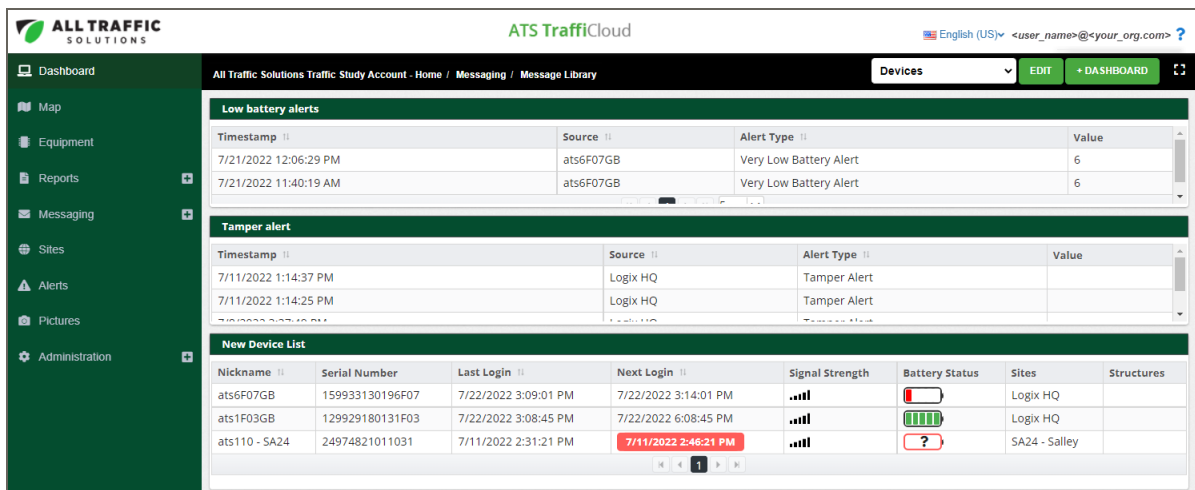 ALL TRAFFIC
SOLUTIONS
ATS TraffiCloud
English (US) <user_name>@<your_org.com> ?
Dashboard
Map
Equipment
Reports
Messaging
Sites
Alerts
Pictures
Administration
All Traffic Solutions Traffic Study Account - Home / Messaging / Message Library
Devices EDIT + DASHBOARD
Low battery alerts
Timestamp Source Alert Type Value
7/21/2022 12:06:29 PM ats6F07GB Very Low Battery Alert 6
7/21/2022 11:40:19 AM ats6F07GB Very Low Battery Alert 6
Tamper alert
Timestamp Source Alert Type Value
7/11/2022 1:14:37 PM Logix HQ Tamper Alert
7/11/2022 1:14:25 PM Logix HQ Tamper Alert
New Device List
Nickname Serial Number Last Login Next Login Signal Strength Battery Status Sites Structures
ats6F07GB 159933130196F07 7/22/2022 3:09:01 PM 7/22/2022 3:14:01 PM Logix HQ
ats1F03GB 129929180131F03 7/22/2022 3:08:45 PM 7/22/2022 6:08:45 PM Logix HQ
ats110 - SA24 24974821011031 7/11/2022 2:31:21 PM 7/11/2022 2:46:21 PM ? SA24 - Salley
1